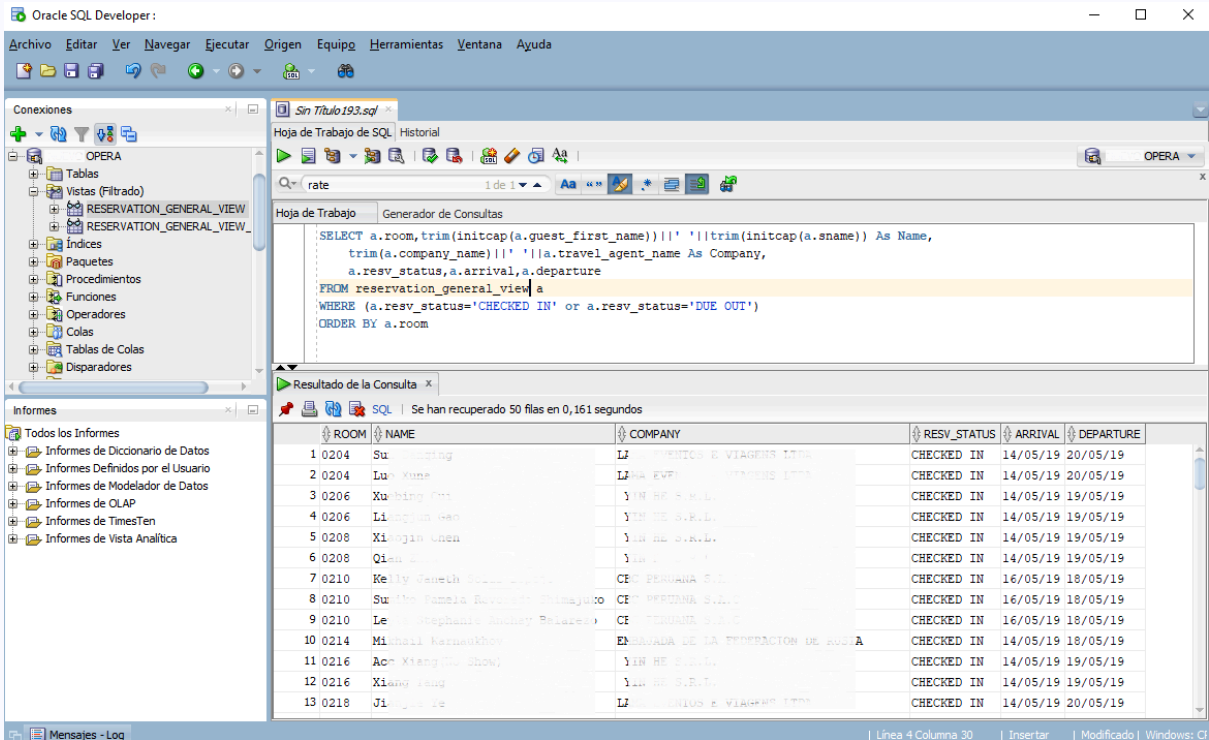 Oracle SQL Developer :
Archivo Editar Ver Navegar Ejecutar Origen Equipo Herramientas Ventana Ayuda
Conexiones
OPERA
Tablas
Vistas (Filtrado)
RESERVATION_GENERAL_VIEW
RESERVATION_GENERAL_VIEW_
Índices
Paquetes
Procedimientos
Funciones
Operadores
Colas
Tablas de Colas
Disparadores
Informes
Todos los Informes
Informes de Diccionario de Datos
Informes Definidos por el Usuario
Informes de Modelador de Datos
Informes de OLAP
Informes de TimesTen
Informes de Vista Analítica
Sin Título193.sql
Hoja de Trabajo de SQL Historial
OPERA
rate 1 de 1 Aa
Hoja de Trabajo Generador de Consultas
SELECT a.room,trim(initcap(a.guest_first_name))||' '||trim(initcap(a.sname)) As Name,
trim(a.company_name)||' '||a.travel_agent_name As Company,
a.resv_status,a.arrival,a.departure
FROM reservation_general_view a
WHERE (a.resv_status='CHECKED IN' or a.resv_status='DUE OUT')
ORDER BY a.room
Resultado de la Consulta
SQL | Se han recuperado 50 filas en 0,161 segundos
ROOM NAME COMPANY RESV_STATUS ARRIVAL DEPARTURE
1 0204 CHECKED IN 14/05/19 20/05/19
2 0204 CHECKED IN 14/05/19 20/05/19
3 0206 CHECKED IN 14/05/19 19/05/19
4 0206 CHECKED IN 14/05/19 19/05/19
5 0208 CHECKED IN 14/05/19 19/05/19
6 0208 CHECKED IN 14/05/19 19/05/19
7 0210 CHECKED IN 16/05/19 18/05/19
8 0210 CHECKED IN 16/05/19 18/05/19
9 0210 CHECKED IN 16/05/19 18/05/19
10 0214 CHECKED IN 14/05/19 18/05/19
11 0216 CHECKED IN 14/05/19 19/05/19
12 0216 CHECKED IN 14/05/19 19/05/19
13 0218 CHECKED IN 14/05/19 20/05/19
Mensajes - Log
Línea 4 Columna 30 | Insertar | Modificado | Windows: